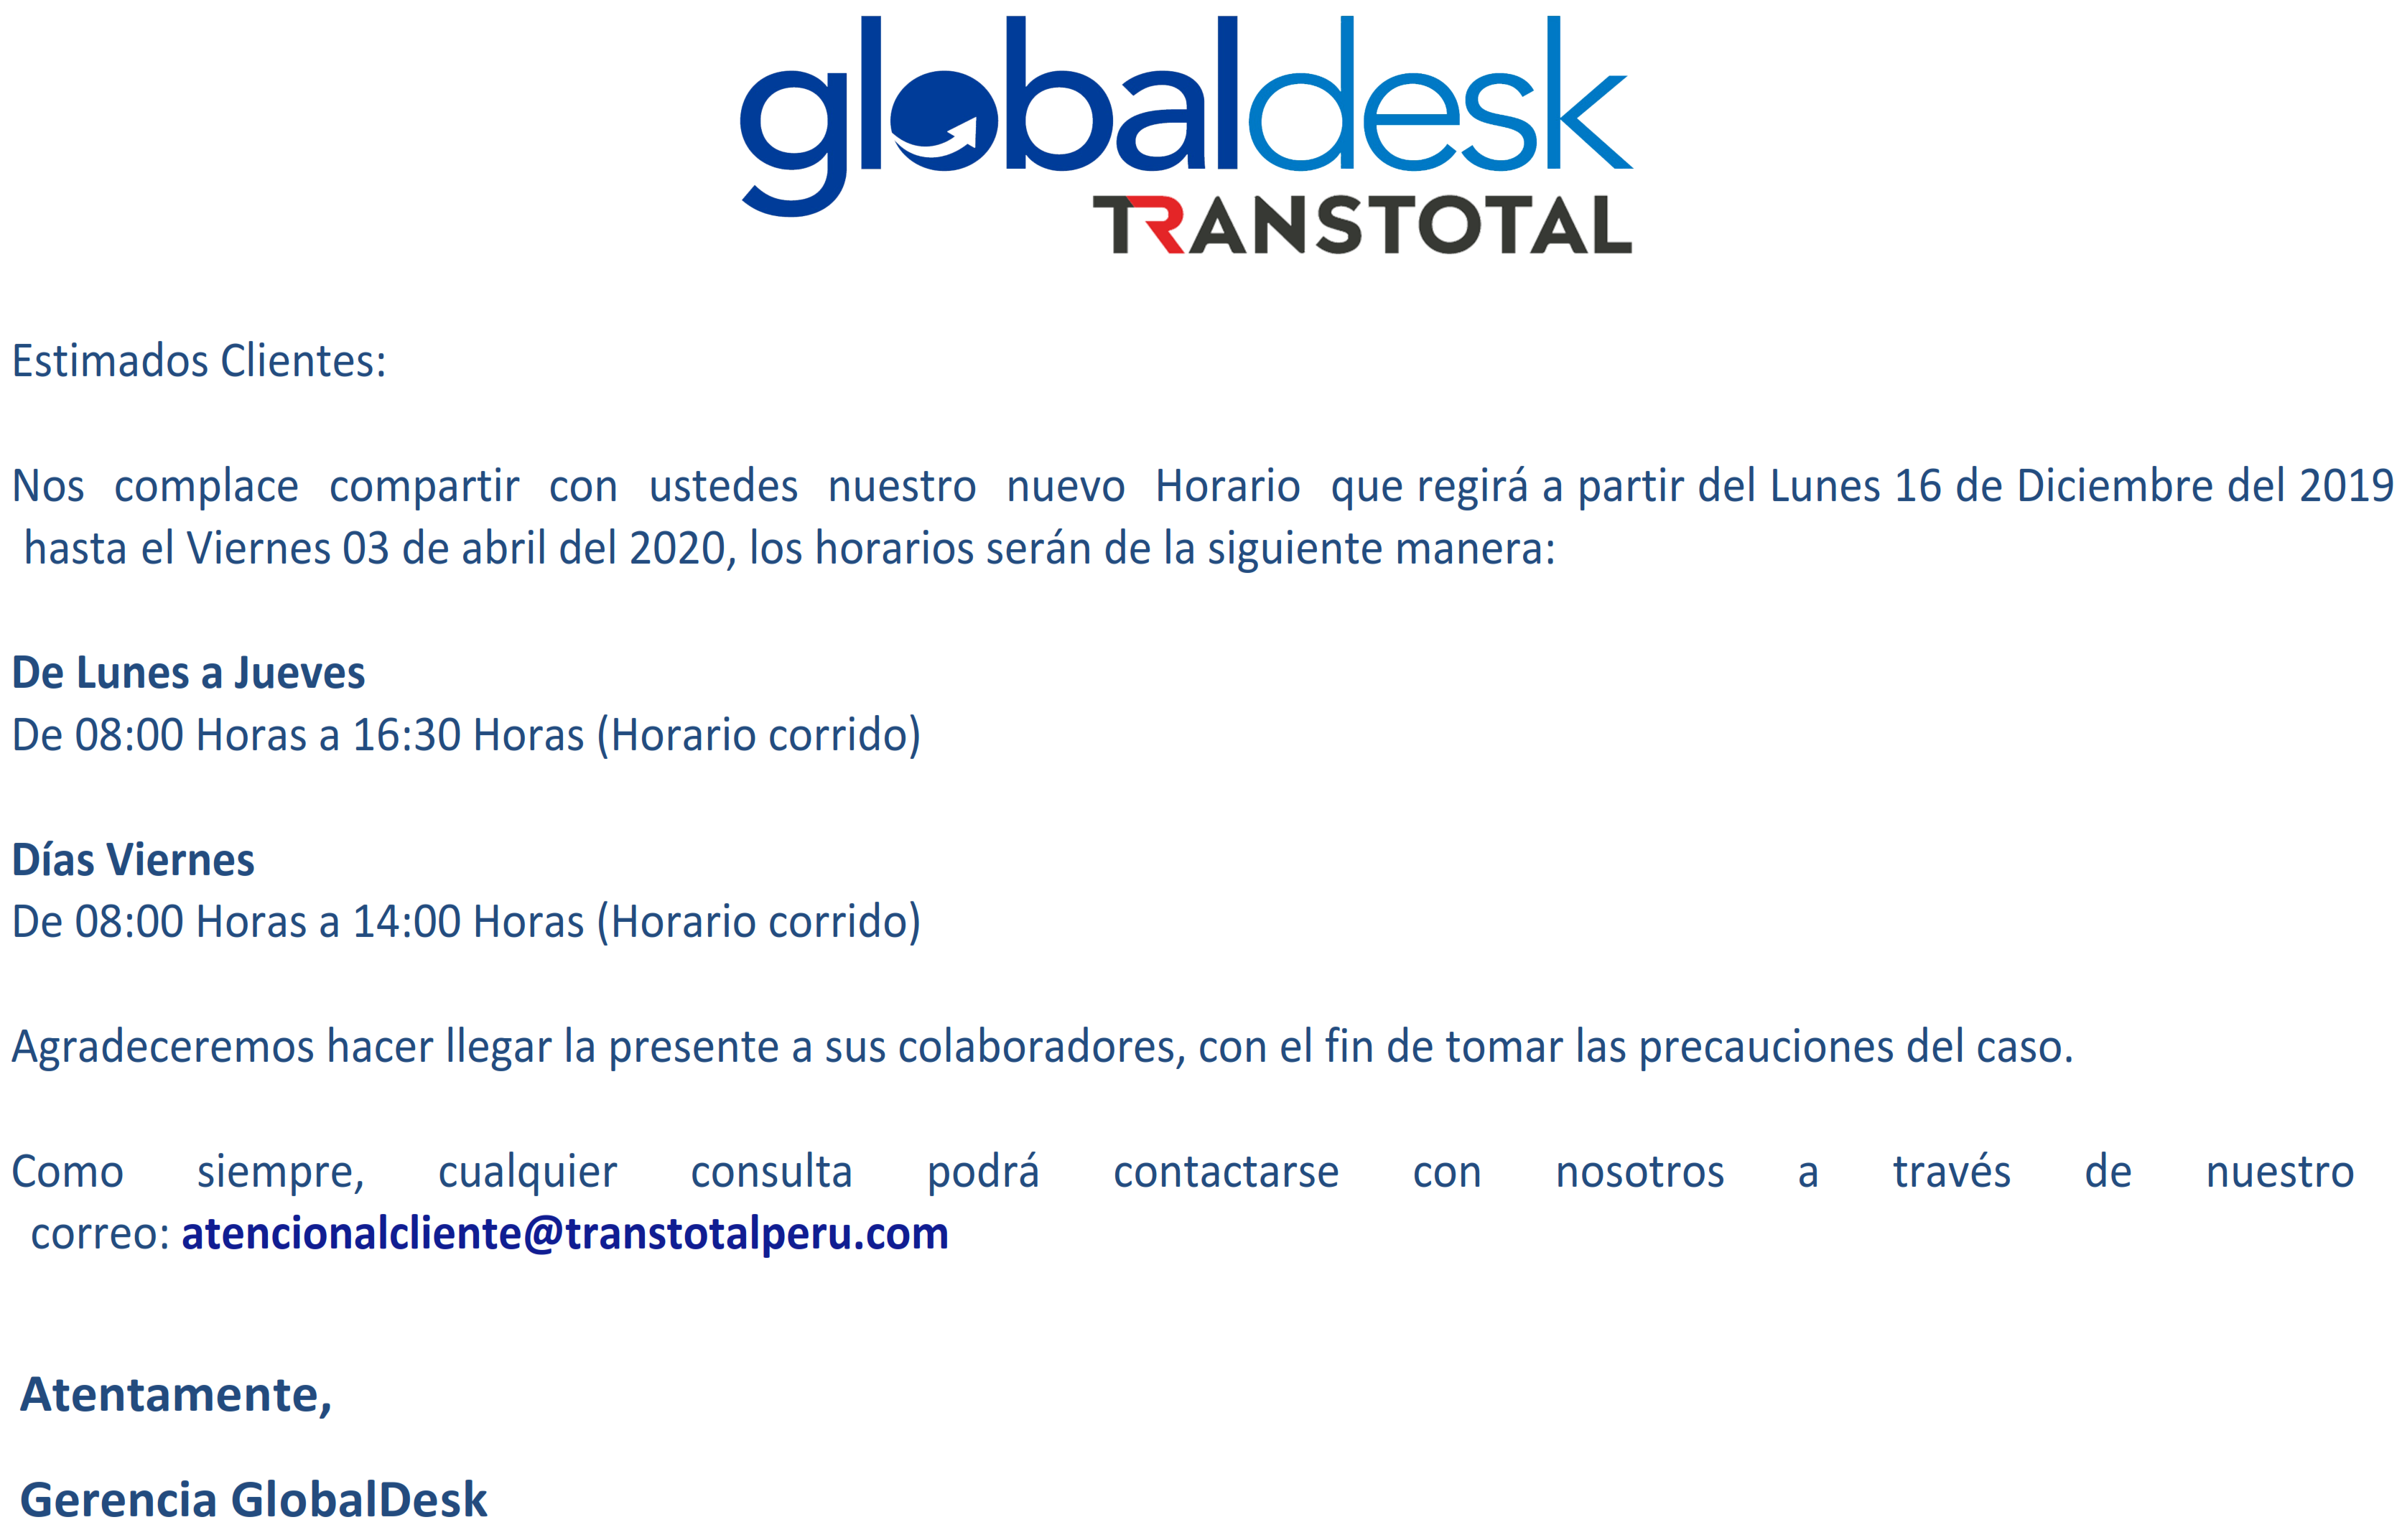 globaldesk
TRANSTOTAL
Estimados Clientes:
Nos complace compartir con ustedes nuestro nuevo Horario que regirá a partir del Lunes 16 de Diciembre del 2019
hasta el Viernes 03 de abril del 2020, los horarios serán de la siguiente manera:
De Lunes a Jueves
De 08:00 Horas a 16:30 Horas (Horario corrido)
Días Viernes
De 08:00 Horas a 14:00 Horas (Horario corrido)
Agradeceremos hacer llegar la presente a sus colaboradores, con el fin de tomar las precauciones del caso.
Como siempre, cualquier consulta podrá contactarse con nosotros a través de nuestro
correo: atencionalcliente@transtotalperu.com
Atentamente,
Gerencia GlobalDesk